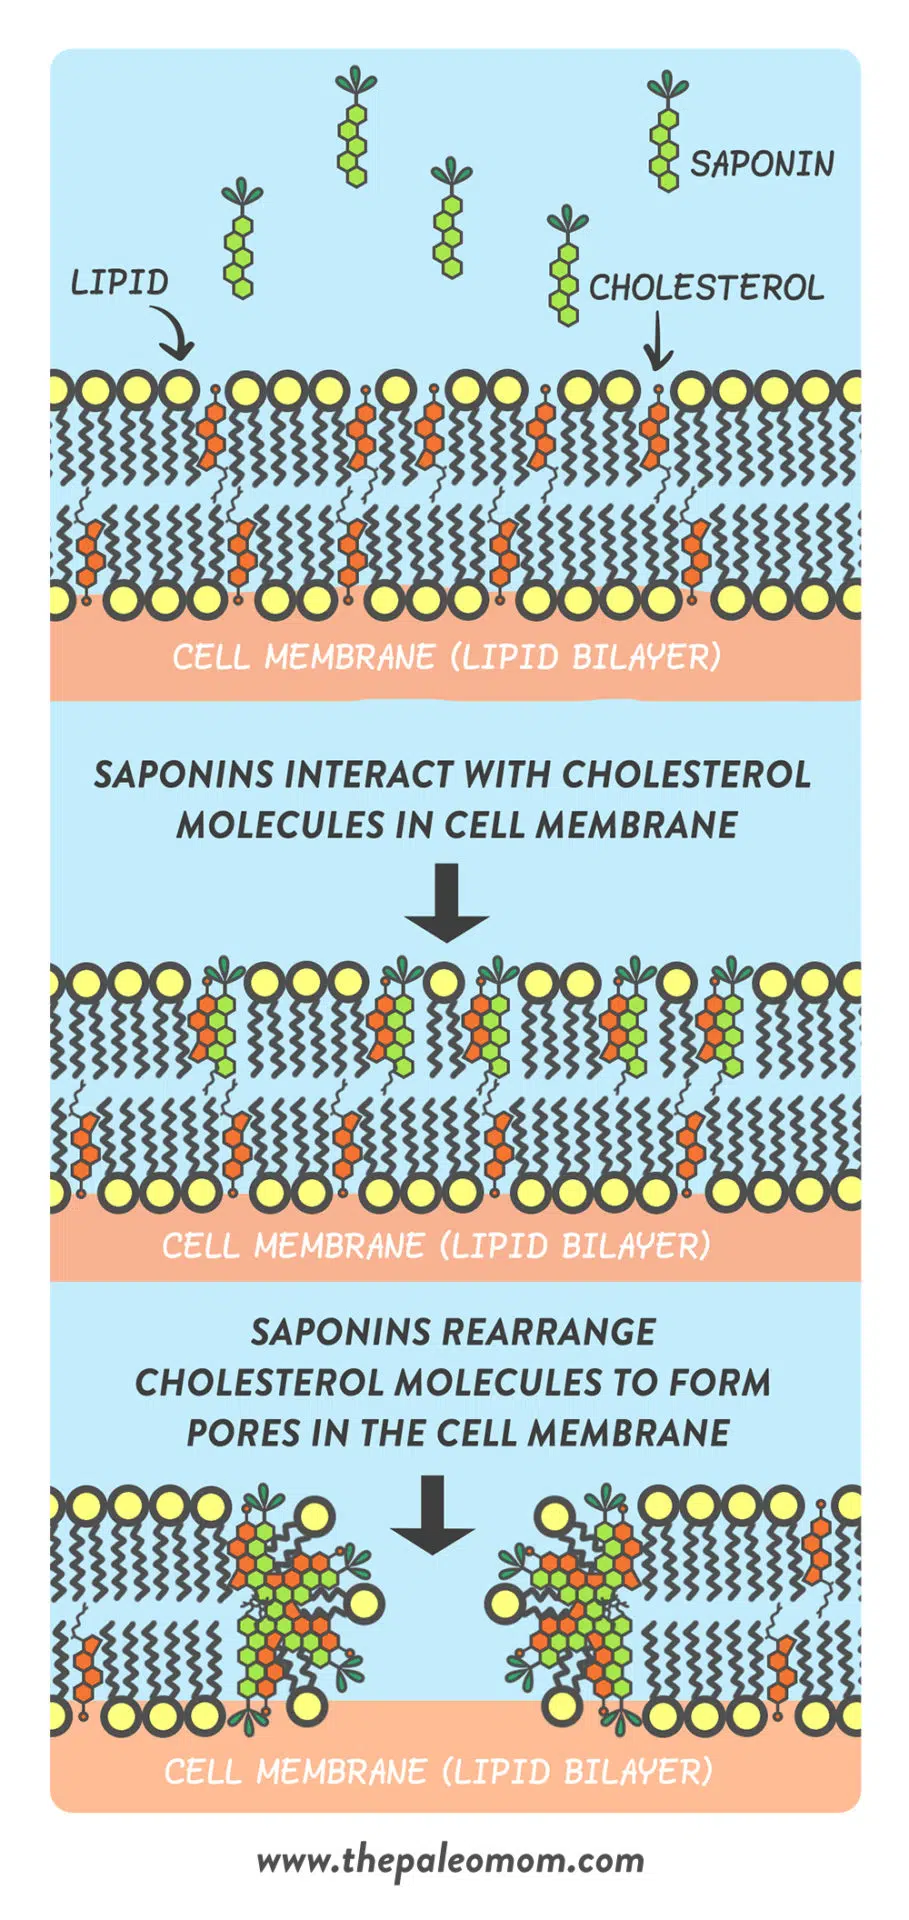 SAPONIN
LIPID
CHOLESTEROL
CELL MEMBRANE (LIPID BILAYER)
SAPONINS INTERACT WITH CHOLESTEROL
MOLECULES IN CELL MEMBRANE
CELL MEMBRANE (LIPID BILAYER)
SAPONINS REARRANGE
CHOLESTEROL MOLECULES TO FORM
PORES IN THE CELL MEMBRANE
CELL MEMBRANE (LIPID BILAYER)
www.thepaleomom.com